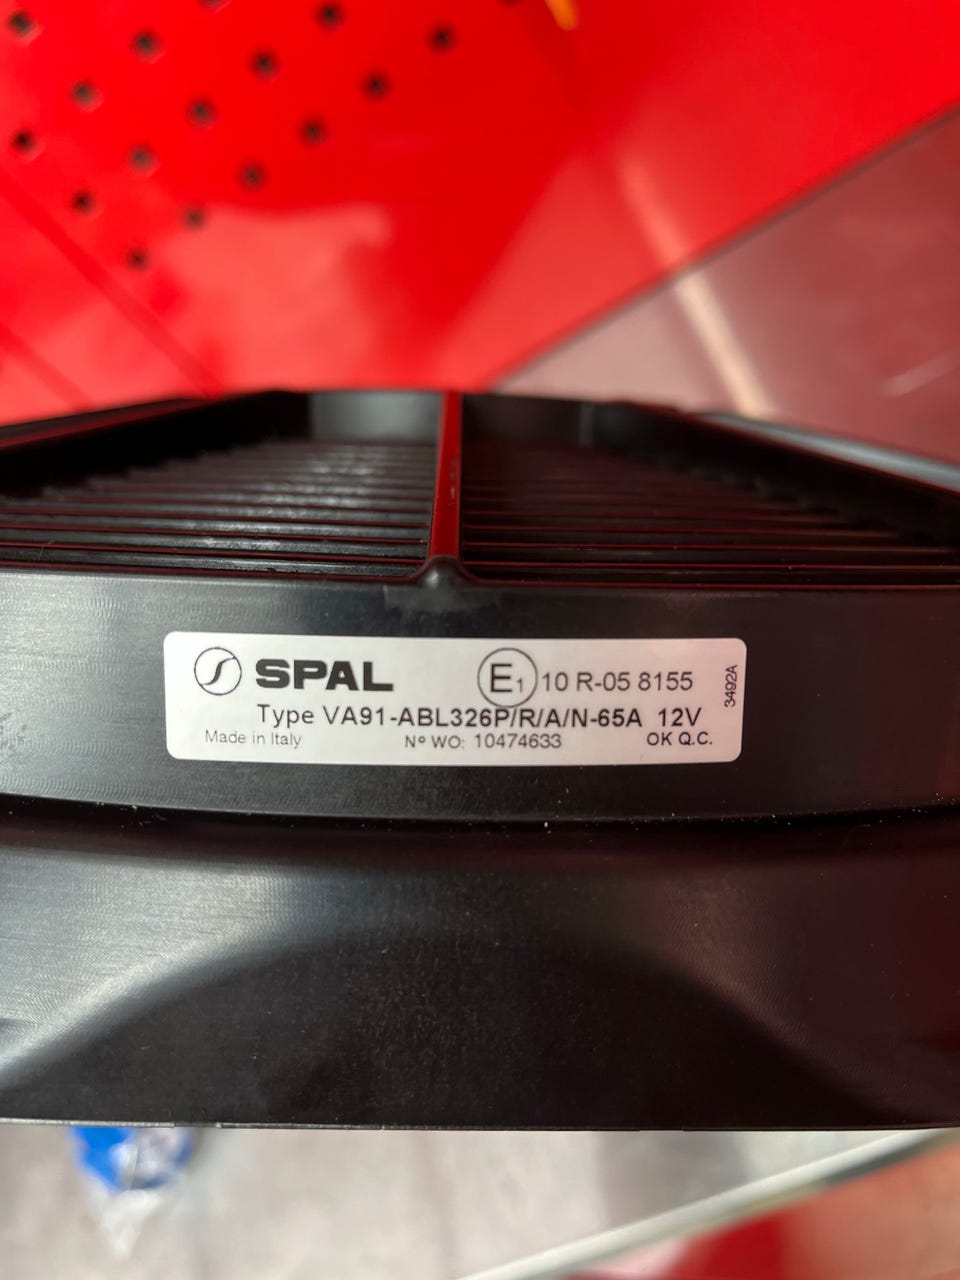 SPAL E1 10 R-05 8155
Type VA91-ABL326P/R/A/N-65A 12V
Made in Italy Nº WO: 10474633 OK Q.C.
3492A